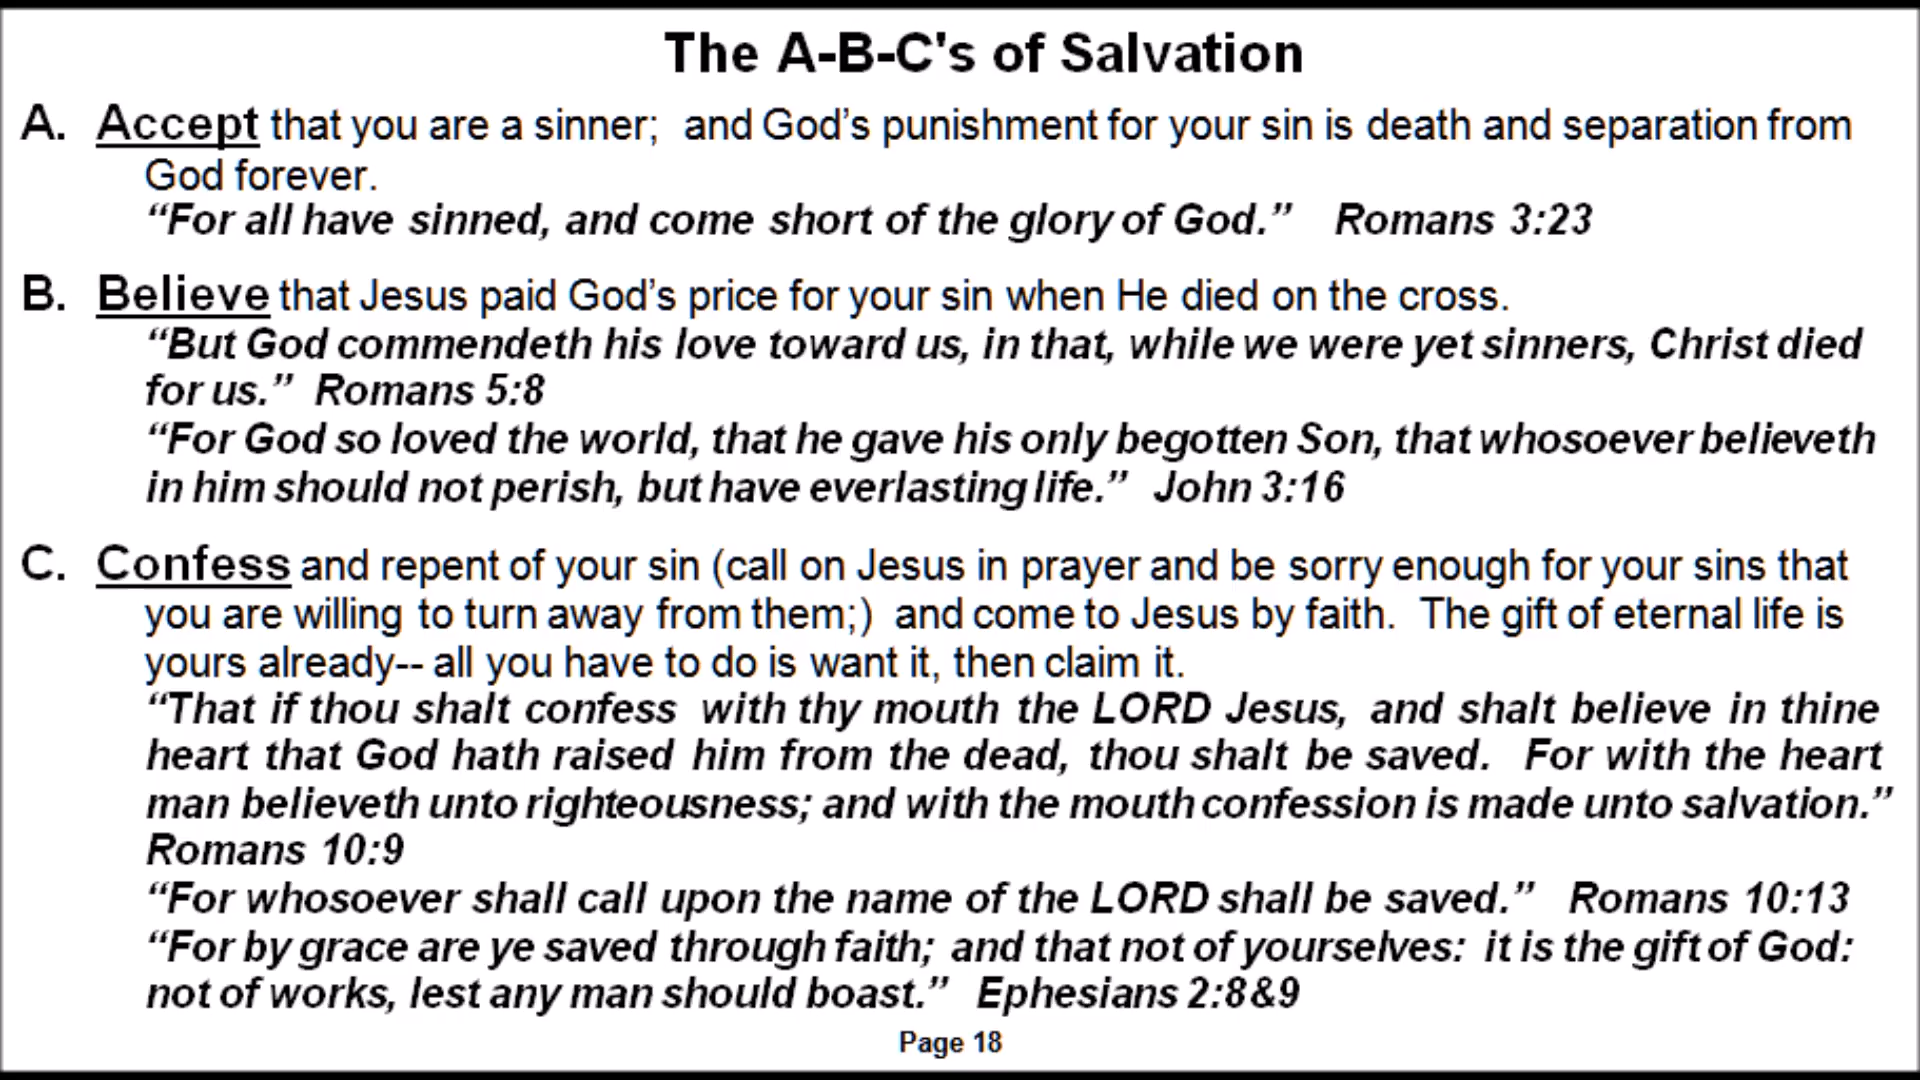 The A-B-C's of Salvation
A. Accept that you are a sinner; and God’s punishment for your sin is death and separation from
God forever.
“For all have sinned, and come short of the glory of God.” Romans 3:23
B. Believe that Jesus paid God’s price for your sin when He died on the cross.
“But God commendeth his love toward us, in that, while we were yet sinners, Christ died
for us.” Romans 5:8
“For God so loved the world, that he gave his only begotten Son, that whosoever believeth
in him should not perish, but have everlasting life.” John 3:16
C. Confess and repent of your sin (call on Jesus in prayer and be sorry enough for your sins that
you are willing to turn away from them;) and come to Jesus by faith. The gift of eternal life is
yours already-- all you have to do is want it, then claim it.
“That if thou shalt confess with thy mouth the LORD Jesus, and shalt believe in thine
heart that God hath raised him from the dead, thou shalt be saved. For with the heart
man believeth unto righteousness; and with the mouth confession is made unto salvation.”
Romans 10:9
“For whosoever shall call upon the name of the LORD shall be saved.” Romans 10:13
“For by grace are ye saved through faith; and that not of yourselves: it is the gift of God:
not of works, lest any man should boast.” Ephesians 2:8&9
Page 18